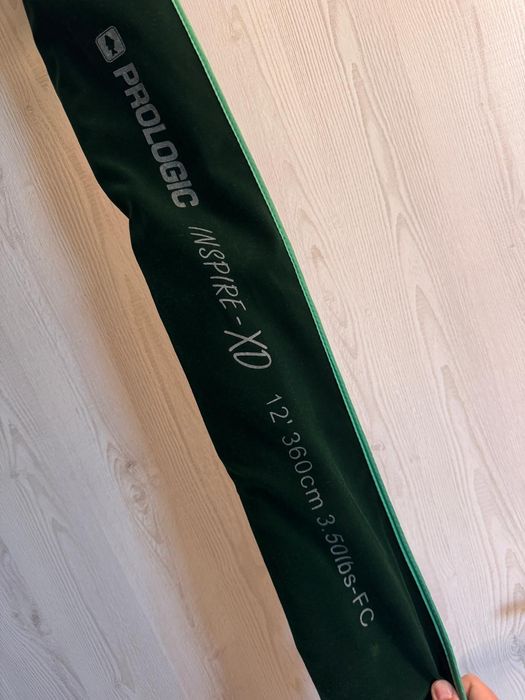 PROLOGIC INSPIRE - XD 12' 360cm 3.50lbs-FC